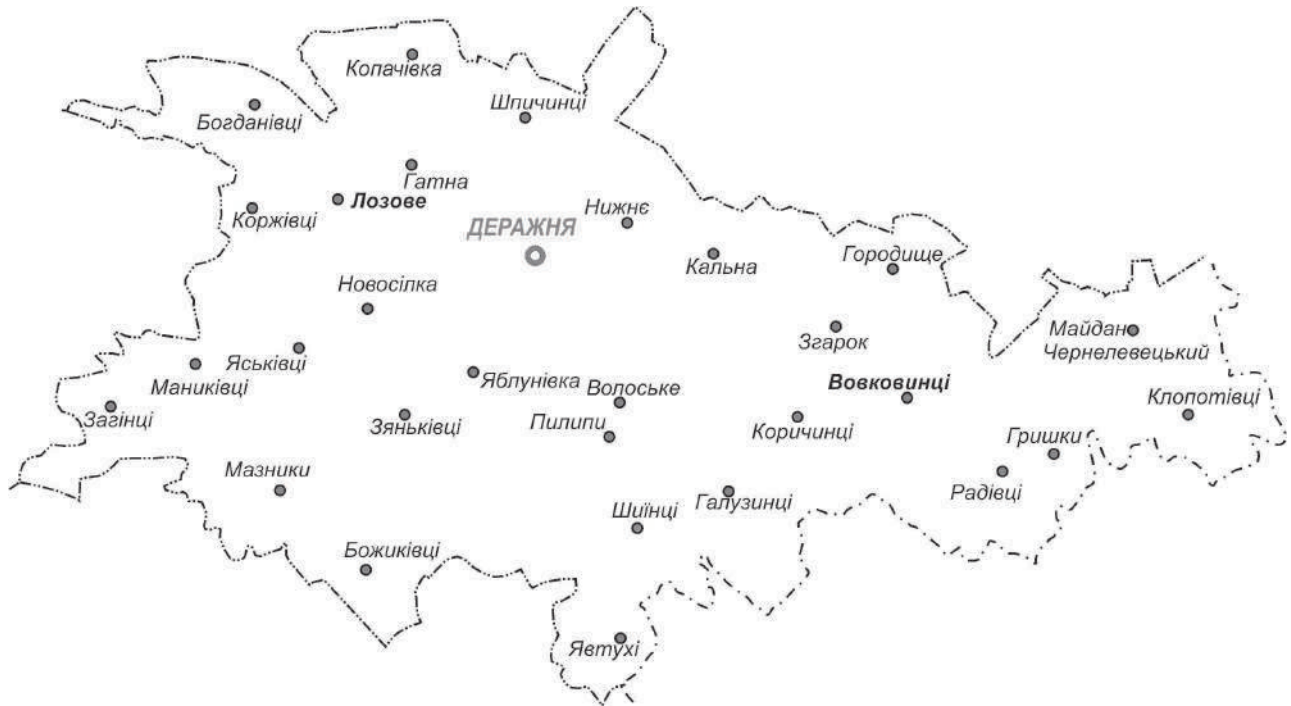 Копачівка
Шпичинці
Богданівці
Гатна
Лозове
Коржівці
Нижнє
ДЕРАЖНЯ
Кальна
Городище
Новосілка
Майдан
Чернелевецький
Згарок
Яськівці
Маниківці
Яблунівка
Волоське
Вовковинці
Клопотівці
Загінці
Зяньківці
Пилипи
Коричинці
Гришки
Мазники
Радівці
Галузинці
Шиїнці
Божиківці
Явтухі